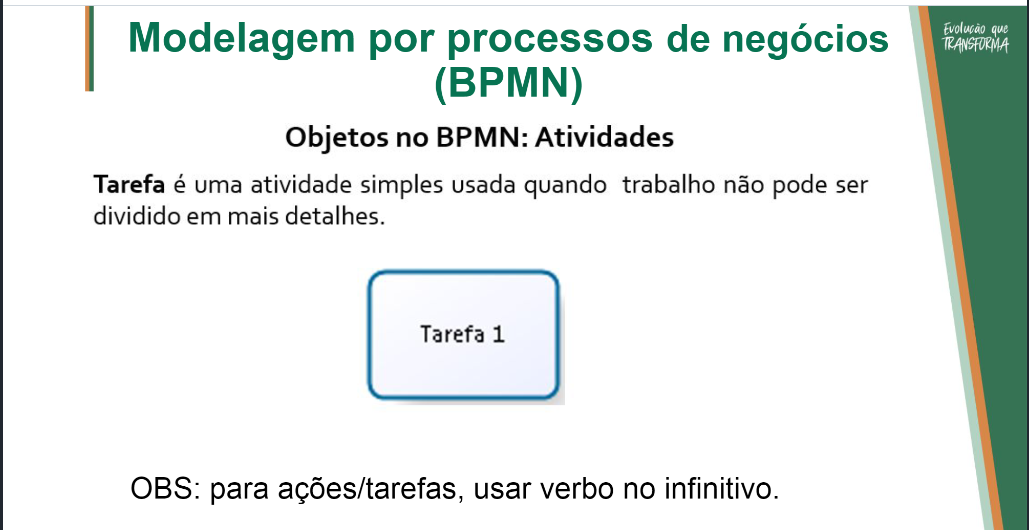 Modelagem por processos de negócios
(BPMN)
Evolução que
TRANSFORMA
Objetos no BPMN: Atividades
Tarefa é uma atividade simples usada quando trabalho não pode ser
dividido em mais detalhes.
Tarefa 1
OBS: para ações/tarefas, usar verbo no infinitivo.